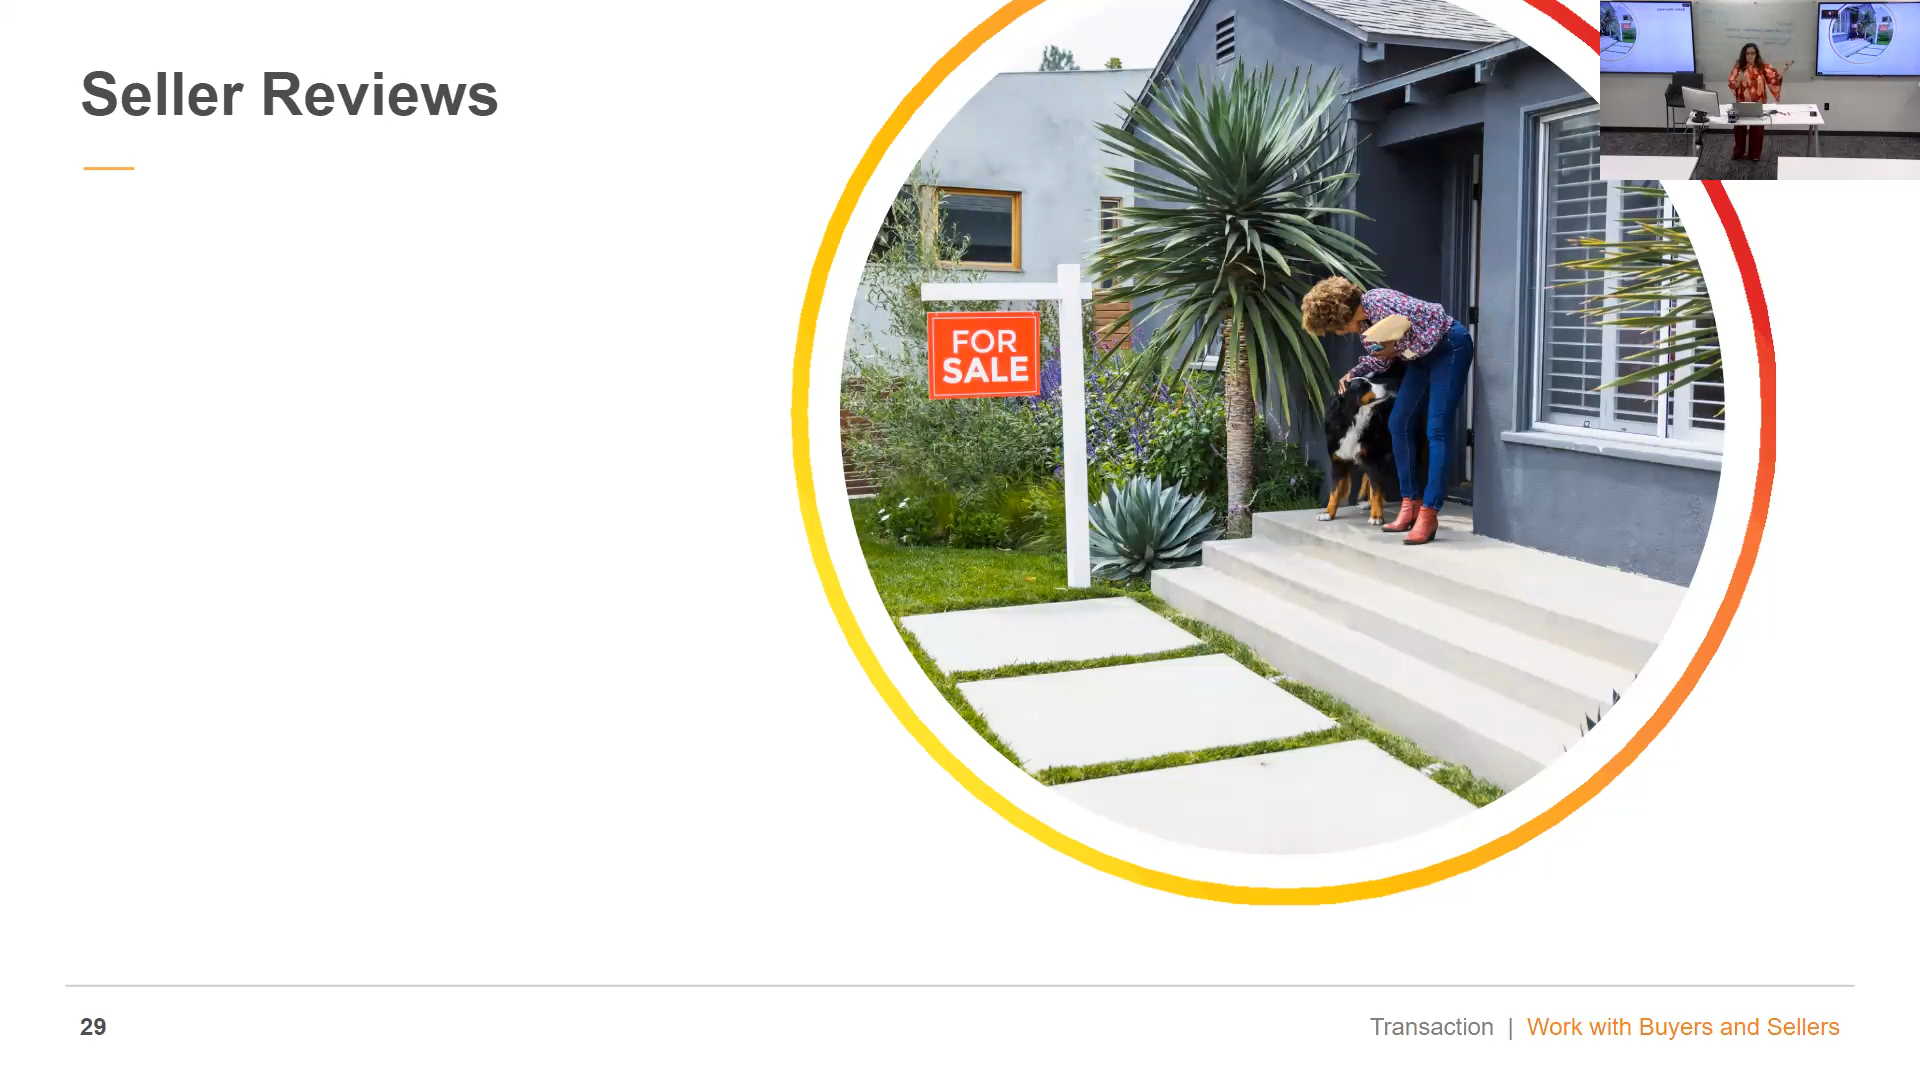 Seller Reviews
FOR
SALE
29
Transaction | Work with Buyers and Sellers